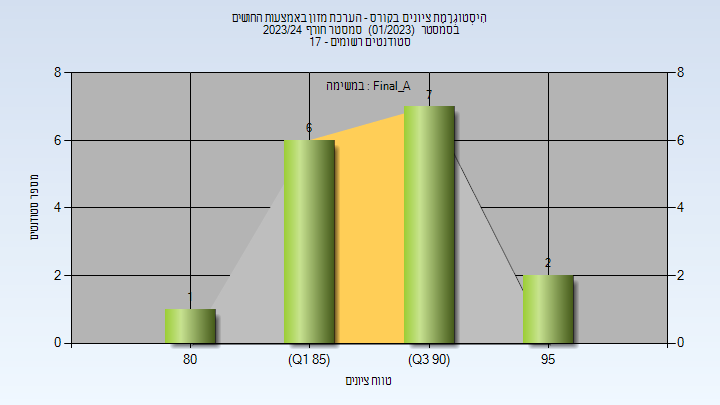 היסטוגרמת ציונים בקורס - הערכת מזון באמצעות החושים
בסמסטר (01/2023) סמסטר חורף 2023/24
סטודנטים רשומים - 17
במשימה : Final_A
8
6
4
2
0
8
6
4
2
0
1
6
7
2
מספר סטודנטים
80
(Q1 85)
(Q3 90)
95
טווח ציונים